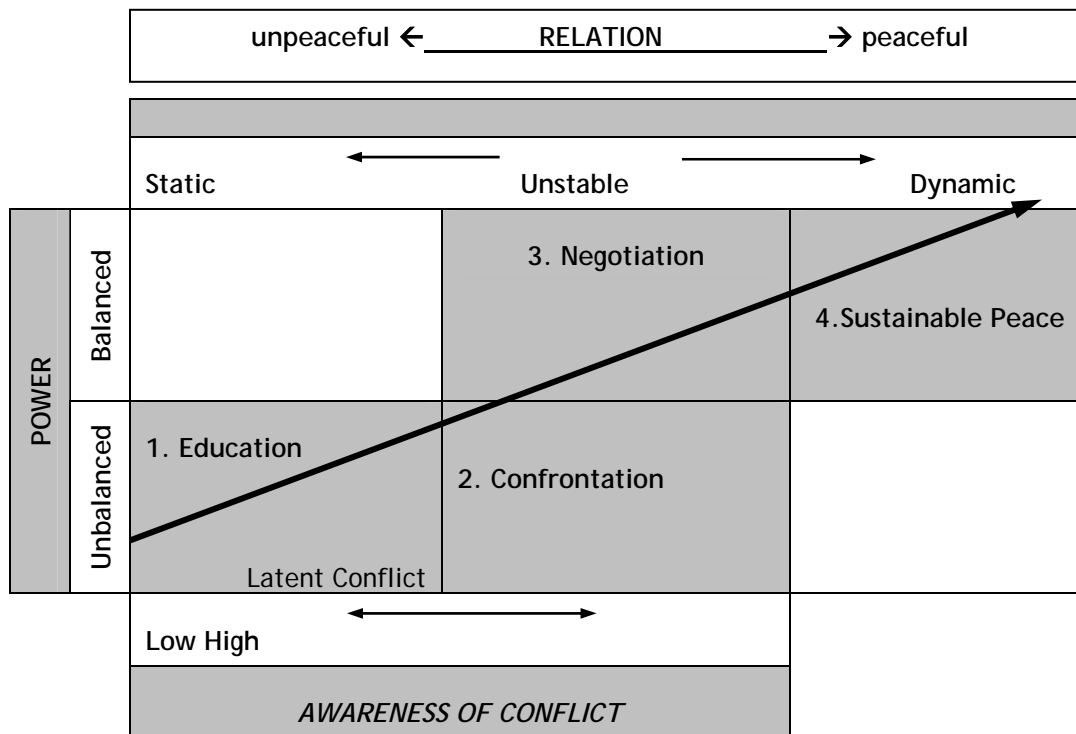 unpeaceful ← RELATION → peaceful
Static Unstable Dynamic
POWER
Balanced
3. Negotiation
4.Sustainable Peace
Unbalanced
1. Education
2. Confrontation
Latent Conflict
Low High
AWARENESS OF CONFLICT